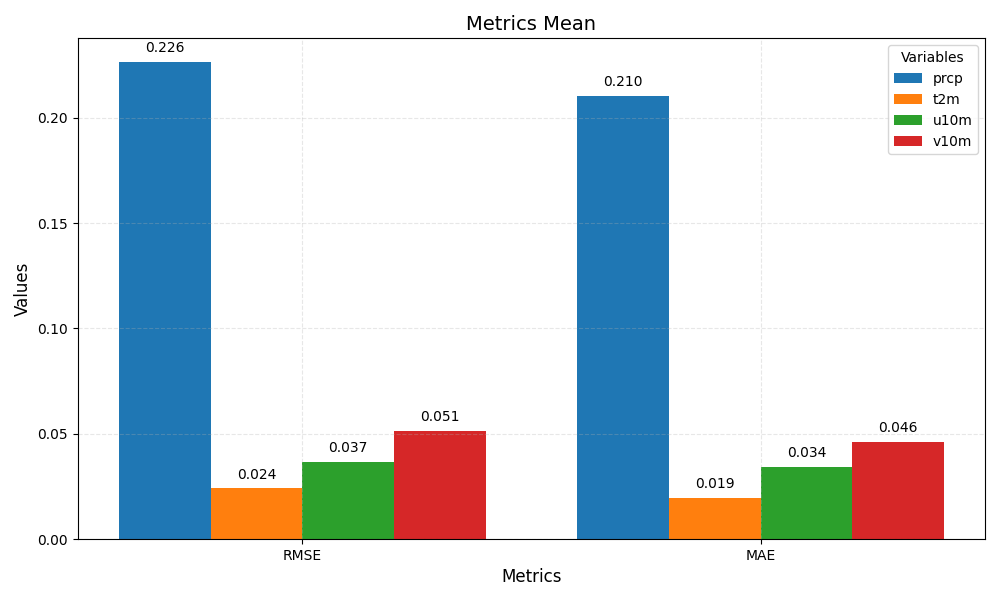 Metrics Mean
0.226
0.210
Variables
prcp
t2m
u10m
v10m
0.20
0.15
0.10
0.05
0.00
Values
0.024
0.037
0.051
0.019
0.034
0.046
RMSE
MAE
Metrics